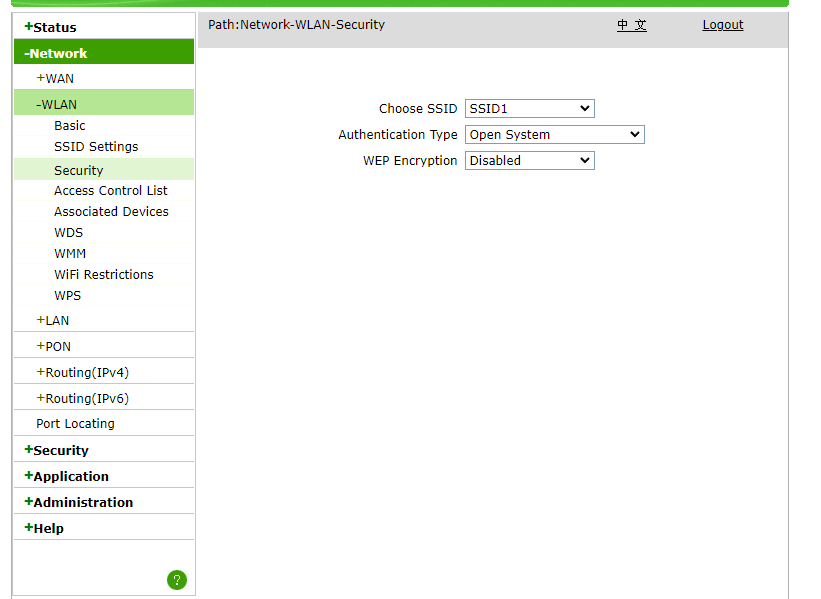 Path:Network-WLAN-Security
中 文
Logout
+Status
-Network
+WAN
-WLAN
Basic
SSID Settings
Security
Access Control List
Associated Devices
WDS
WMM
WiFi Restrictions
WPS
+LAN
+PON
+Routing(IPv4)
+Routing(IPv6)
Port Locating
+Security
+Application
+Administration
+Help
?
Choose SSID SSID1
Authentication Type Open System
WEP Encryption Disabled